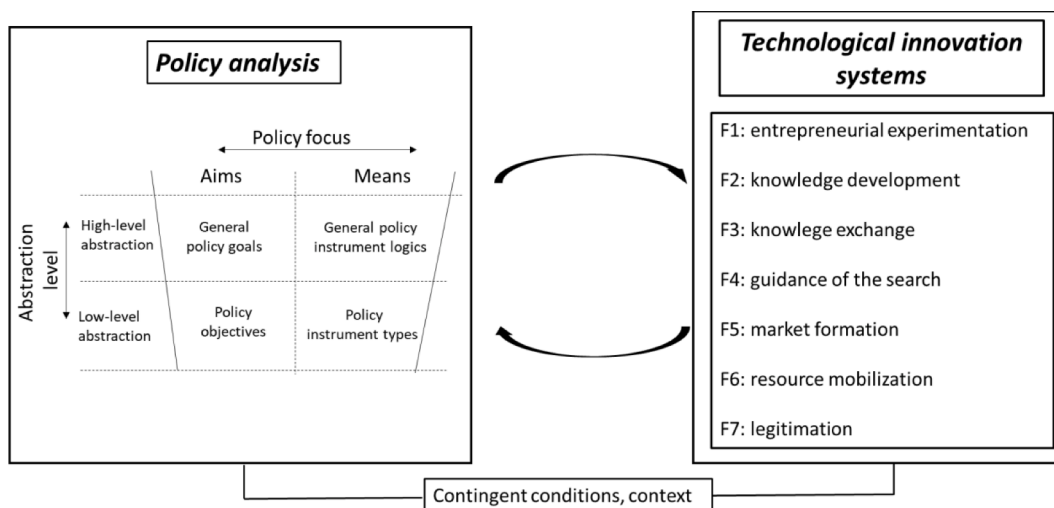 Policy analysis
Policy focus
Aims
Means
Abstraction
level
High-level
abstraction
General
policy goals
General policy
instrument logics
Low-level
abstraction
Policy
objectives
Policy
instrument types
Technological innovation
systems
F1: entrepreneurial experimentation
F2: knowledge development
F3: knowlege exchange
F4: guidance of the search
F5: market formation
F6: resource mobilization
F7: legitimation
Contingent conditions, context